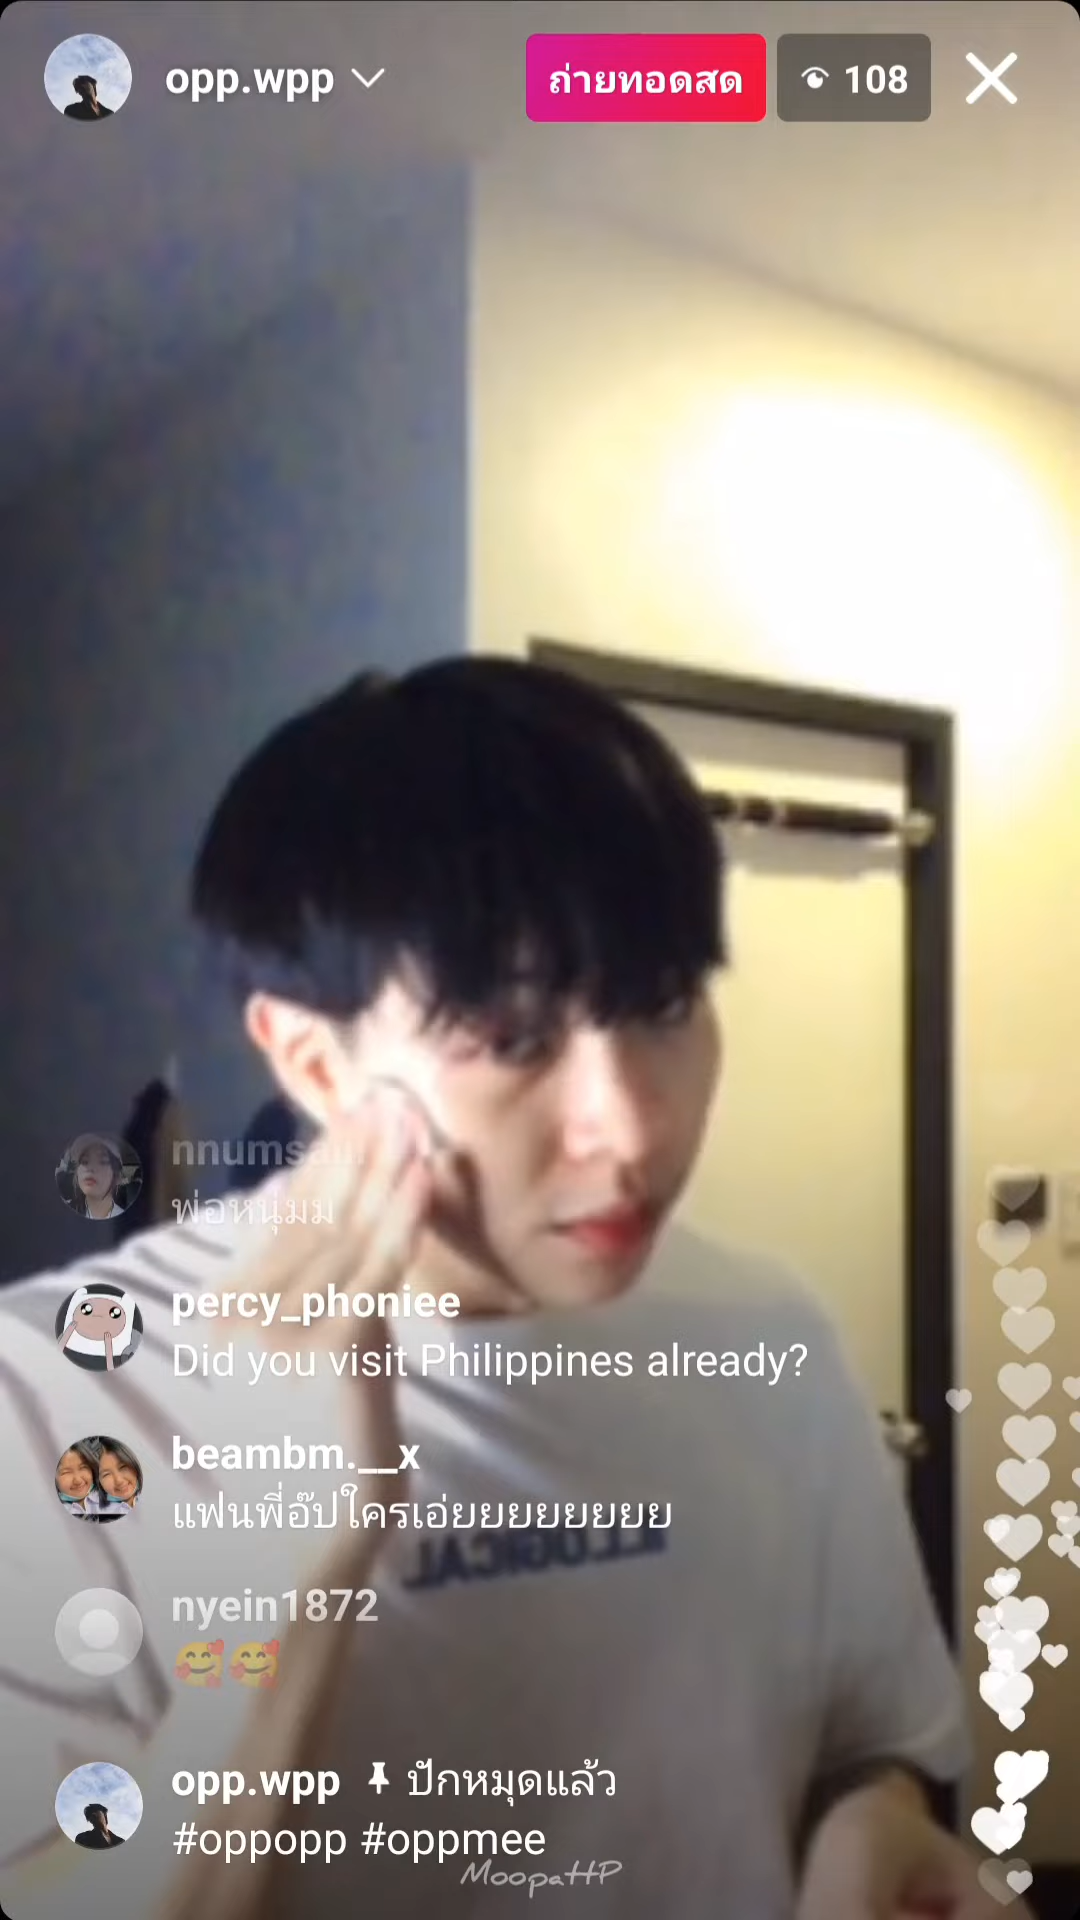 opp.wpp
ถ่ายทอดสด
108
พ่อหนุ่มม
percy_phoniee
Did you visit Philippines already?
beambm.__x
แฟนพี่อ๊ปใครเอ่ยยยยยยยยย
ILLOGICAL
nyein1872
🥰🥰
opp.wpp ปักหมุดแล้ว
#oppopp #oppmee
MoopaHP